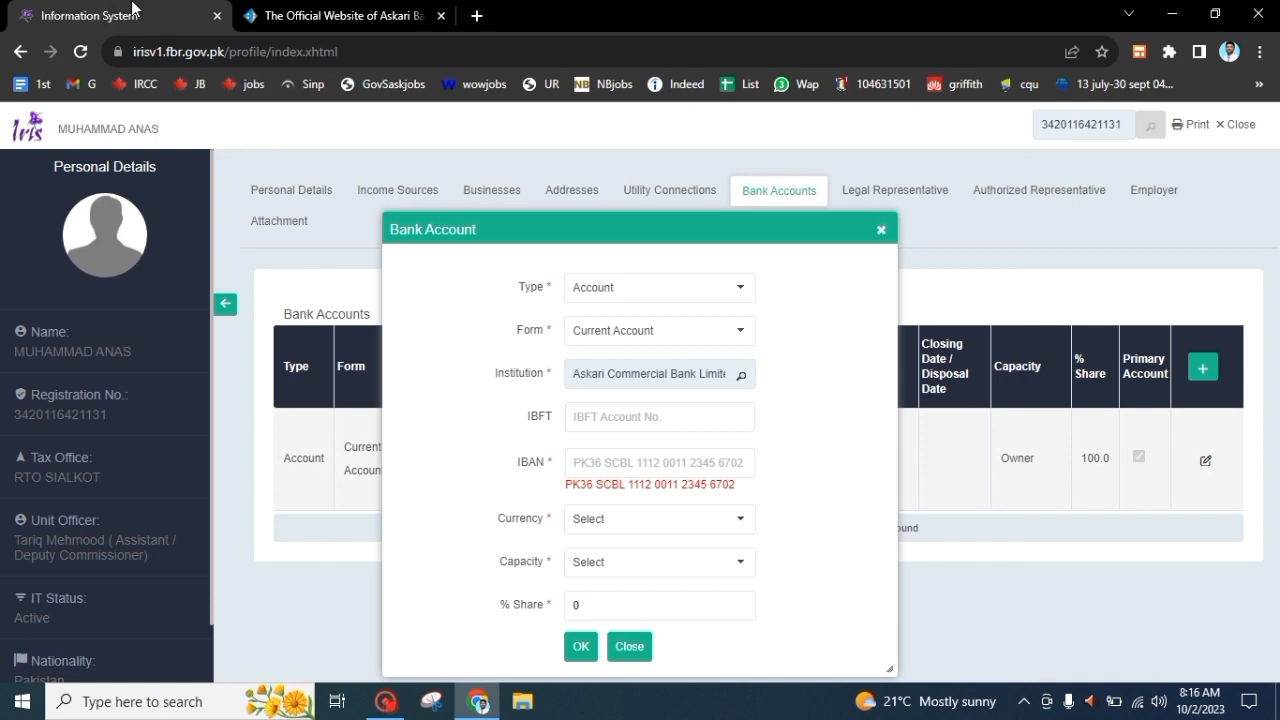 Information System
The Official Website of Askari Ba
irisv1.fbr.gov.pk/profile/index.xhtml
1st
G
IRCC
JB
jobs
Sinp
GovSaskjobs
wowjobs
UR
NBjobs
Indeed
List
Wap
104631501
griffith
cqu
13 july-30 sept 04...
»
Iris
MUHAMMAD ANAS
3420116421131
Print
Close
Personal Details
Personal Details
Income Sources
Businesses
Addresses
Utility Connections
Bank Accounts
Legal Representative
Authorized Representative
Employer
Attachment
Name:
MUHAMMAD ANAS
Registration No.:
3420116421131
Tax Office:
RTO SIALKOT
Unit Officer:
Tariq Mehmood ( Assistant /
Deputy Commissioner)
IT Status:
Active
Nationality:
Pakistan
Bank Accounts
Type
Form
Closing
Date /
Disposal
Date
Capacity
%
Share
Primary
Account
Account
Current
Account
Owner
100.0
ound
Bank Account
Type *
Account
Form *
Current Account
Institution *
Askari Commercial Bank Limite
IBFT
IBFT Account No.
IBAN *
PK36 SCBL 1112 0011 2345 6702
PK36 SCBL 1112 0011 2345 6702
Currency *
Select
Capacity *
Select
% Share *
0
OK
Close
Type here to search
21°C Mostly sunny
8:16 AM
10/2/2023